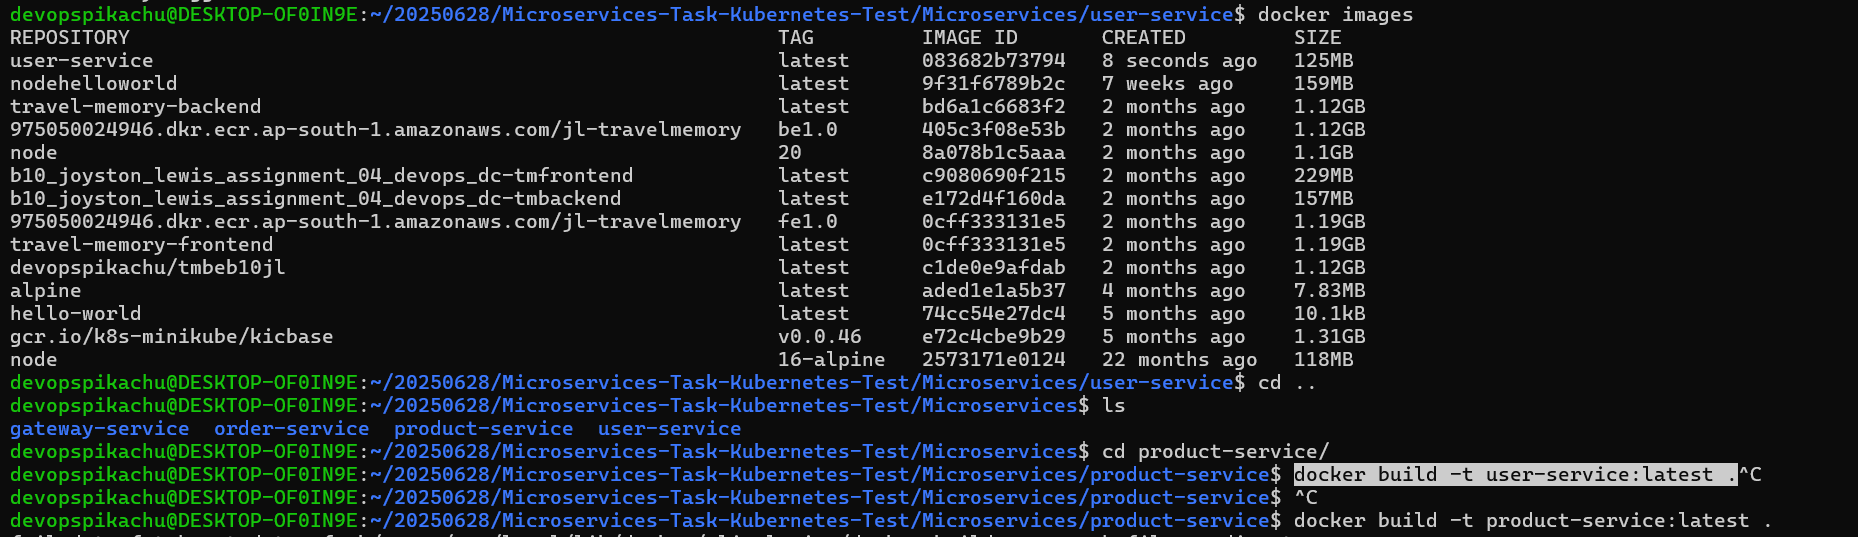 devopspikachu@DESKTOP-OF0IN9E:~/20250628/Microservices-Task-Kubernetes-Test/Microservices/user-service$ docker images
REPOSITORY TAG IMAGE ID CREATED SIZE
user-service latest 083682b73794 8 seconds ago 125MB
nodehelloworld latest 9f31f6789b2c 7 weeks ago 159MB
travel-memory-backend latest bd6a1c6683f2 2 months ago 1.12GB
975050024946.dkr.ecr.ap-south-1.amazonaws.com/jl-travelmemory be1.0 405c3f08e53b 2 months ago 1.12GB
node 20 8a078b1c5aaa 2 months ago 1.1GB
b10_joyston_lewis_assignment_04_devops_dc-tmfrontend latest c9080690f215 2 months ago 229MB
b10_joyston_lewis_assignment_04_devops_dc-tmbackend latest e172d4f160da 2 months ago 157MB
975050024946.dkr.ecr.ap-south-1.amazonaws.com/jl-travelmemory fe1.0 0cff333131e5 2 months ago 1.19GB
travel-memory-frontend latest 0cff333131e5 2 months ago 1.19GB
devopspikachu/tmbeb10jl latest c1de0e9afdab 2 months ago 1.12GB
alpine latest aded1e1a5b37 4 months ago 7.83MB
hello-world latest 74cc54e27dc4 5 months ago 10.1kB
gcr.io/k8s-minikube/kicbase v0.0.46 e72c4cbe9b29 5 months ago 1.31GB
node 16-alpine 2573171e0124 22 months ago 118MB
devopspikachu@DESKTOP-OF0IN9E:~/20250628/Microservices-Task-Kubernetes-Test/Microservices/user-service$ cd ..
devopspikachu@DESKTOP-OF0IN9E:~/20250628/Microservices-Task-Kubernetes-Test/Microservices$ ls
gateway-service order-service product-service user-service
devopspikachu@DESKTOP-OF0IN9E:~/20250628/Microservices-Task-Kubernetes-Test/Microservices$ cd product-service/
devopspikachu@DESKTOP-OF0IN9E:~/20250628/Microservices-Task-Kubernetes-Test/Microservices/product-service$ docker build -t user-service:latest .^C
devopspikachu@DESKTOP-OF0IN9E:~/20250628/Microservices-Task-Kubernetes-Test/Microservices/product-service$ ^C
devopspikachu@DESKTOP-OF0IN9E:~/20250628/Microservices-Task-Kubernetes-Test/Microservices/product-service$ docker build -t product-service:latest .